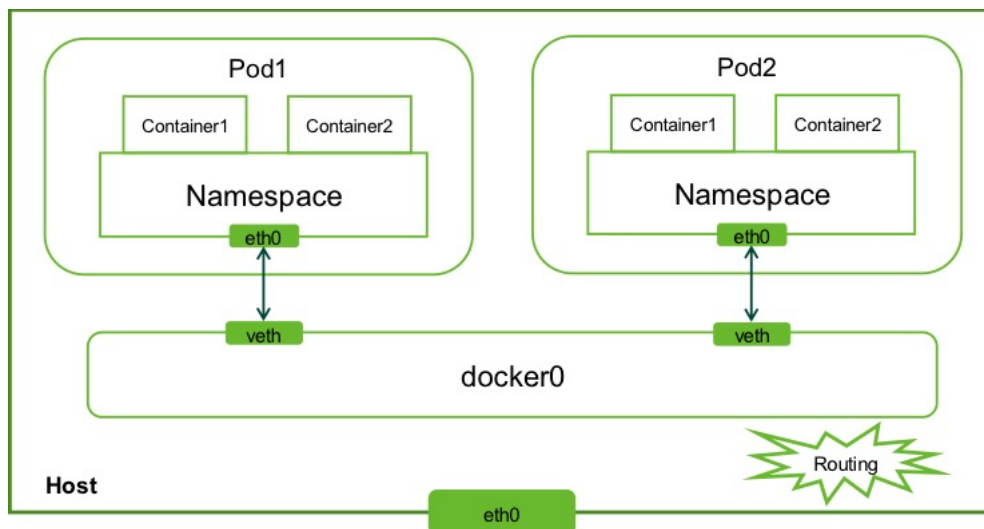 Pod1
Container1
Container2
Namespace
eth0
Pod2
Container1
Container2
Namespace
eth0
veth
veth
docker0
Routing
Host
eth0